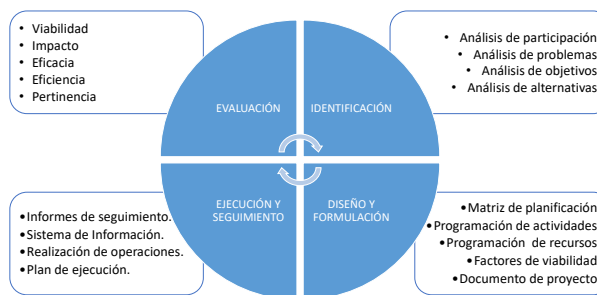 • Viabilidad
• Impacto
• Eficacia
• Eficiencia
• Pertinencia
• Análisis de participación
• Análisis de problemas
• Análisis de objetivos
• Análisis de alternativas
EVALUACIÓN
IDENTIFICACIÓN
EJECUCIÓN Y
SEGUIMIENTO
DISEÑO Y
FORMULACIÓN
•Informes de seguimiento.
•Sistema de Información.
•Realización de operaciones.
•Plan de ejecución.
•Matriz de planificación
•Programación de actividades
•Programación de recursos
•Factores de viabilidad
•Documento de proyecto